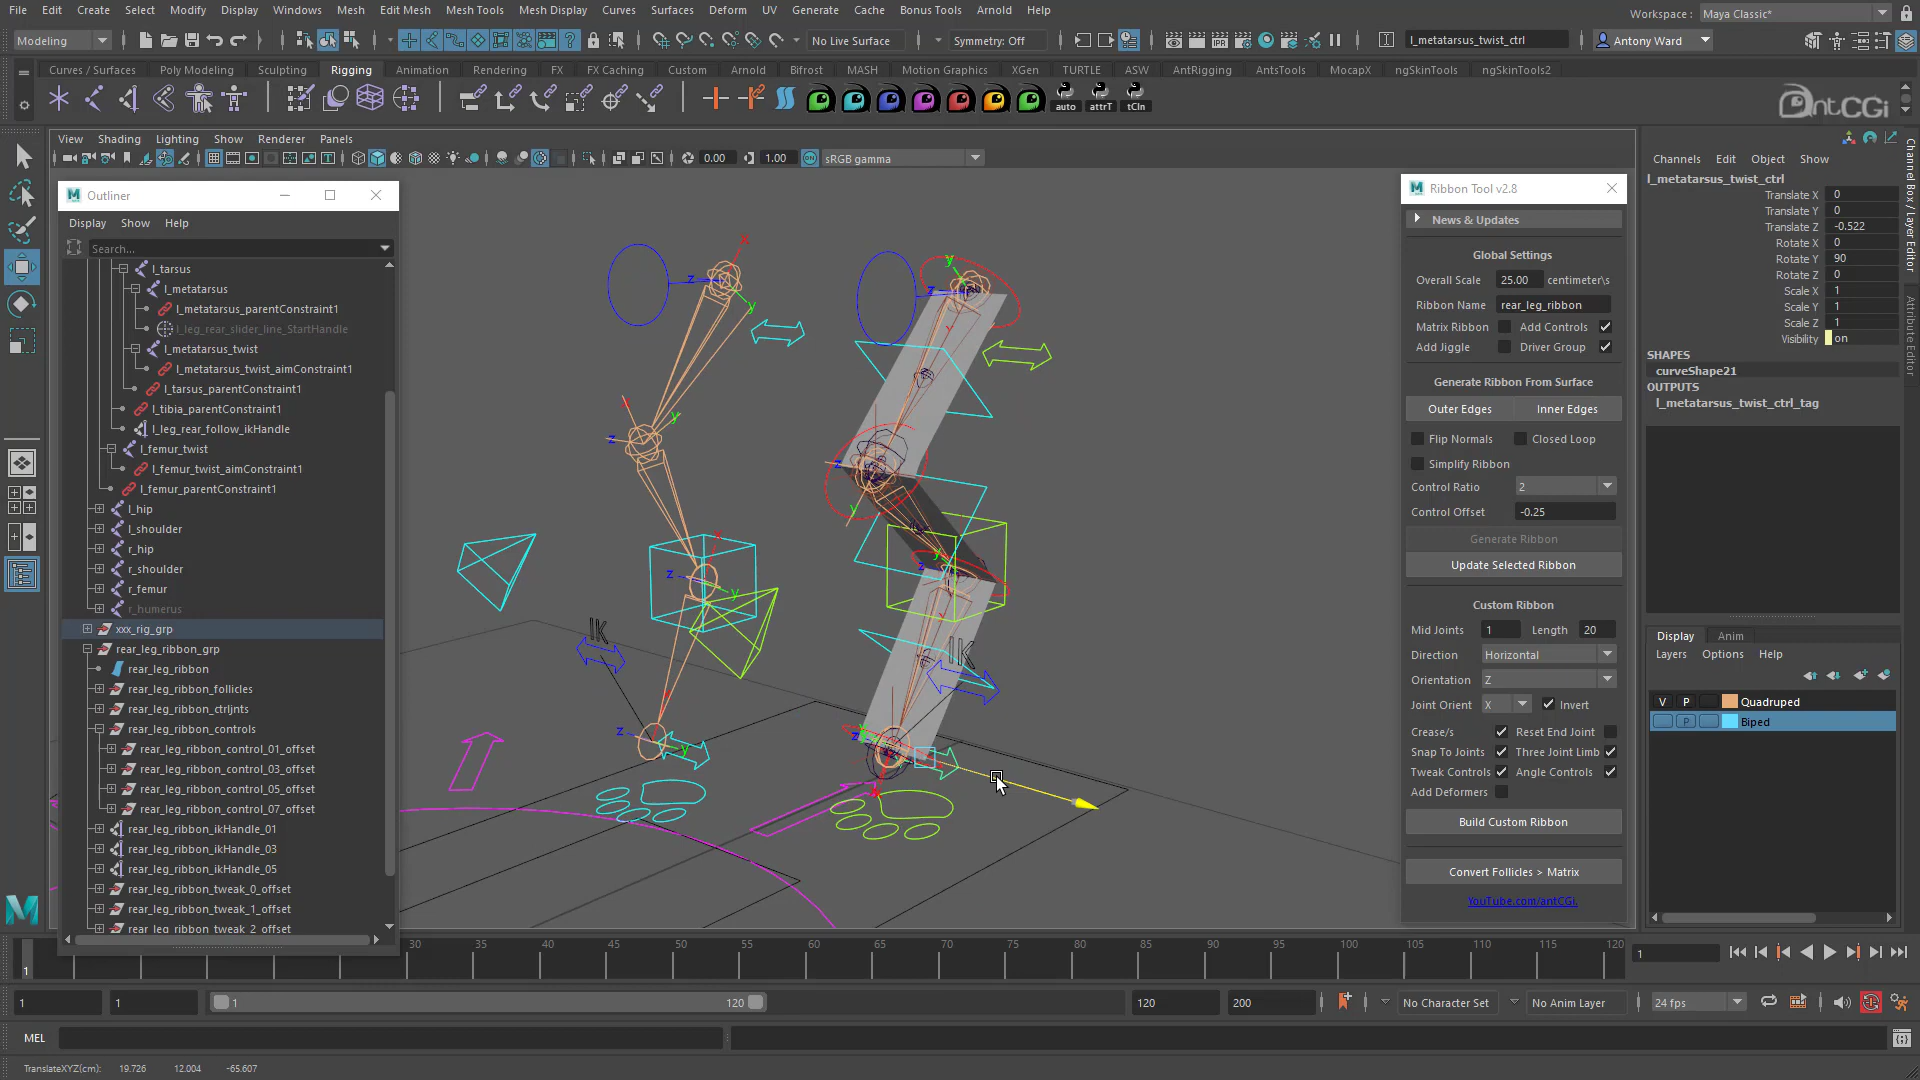 File Edit Create Select Modify Display Windows Mesh Edit Mesh Mesh Tools Mesh Display Curves Surfaces Deform UV Generate Cache Bonus Tools Arnold Help
Workspace : Maya Classic*
Modeling No Live Surface Symmetry: Off l_metatarsus_twist_ctrl Antony Ward
Curves / Surfaces Poly Modeling Sculpting Rigging Animation Rendering FX FX Caching Custom Arnold Bifrost MASH Motion Graphics XGen TURTLE ASW AntRigging AntsTools MocapX ngSkinTools ngSkinTools2
auto attrT tCln
antCGi
View Shading Lighting Show Renderer Panels
0.00 1.00 sRGB gamma
Outliner
Display Show Help
Search...
l_tarsus
l_metatarsus
l_metatarsus_parentConstraint1
l_leg_rear_slider_line_StartHandle
l_metatarsus_twist
l_metatarsus_twist_aimConstraint1
l_tarsus_parentConstraint1
l_tibia_parentConstraint1
l_leg_rear_follow_ikHandle
l_femur_twist
l_femur_twist_aimConstraint1
l_femur_parentConstraint1
l_hip
l_shoulder
r_hip
r_shoulder
r_femur
r_humerus
xxx_rig_grp
rear_leg_ribbon_grp
rear_leg_ribbon
rear_leg_ribbon_follicles
rear_leg_ribbon_ctrljnts
rear_leg_ribbon_controls
rear_leg_ribbon_control_01_offset
rear_leg_ribbon_control_03_offset
rear_leg_ribbon_control_05_offset
rear_leg_ribbon_control_07_offset
rear_leg_ribbon_ikHandle_01
rear_leg_ribbon_ikHandle_03
rear_leg_ribbon_ikHandle_05
rear_leg_ribbon_tweak_0_offset
rear_leg_ribbon_tweak_1_offset
rear_leg_ribbon_tweak_2_offset
x
z
y
x
y
z
x
z
y
IK
x
z
y
y
z
y
z
y
y
z
IK
z
x
Ribbon Tool v2.8
News & Updates
Global Settings
Overall Scale 25.00 centimeter\s
Ribbon Name rear_leg_ribbon
Matrix Ribbon Add Controls
Add Jiggle Driver Group
Generate Ribbon From Surface
Outer Edges Inner Edges
Flip Normals Closed Loop
Simplify Ribbon
Control Ratio 2
Control Offset -0.25
Generate Ribbon
Update Selected Ribbon
Custom Ribbon
Mid Joints 1 Length 20
Direction Horizontal
Orientation Z
Joint Orient X Invert
Crease/s Reset End Joint
Snap To Joints Three Joint Limb
Tweak Controls Angle Controls
Add Deformers
Build Custom Ribbon
Convert Follicles > Matrix
YouTube.com/antCGi.
Channels Edit Object Show
l_metatarsus_twist_ctrl
Translate X 0
Translate Y 0
Translate Z -0.522
Rotate X 0
Rotate Y 90
Rotate Z 0
Scale X 1
Scale Y 1
Scale Z 1
Visibility on
SHAPES
curveShape21
OUTPUTS
l_metatarsus_twist_ctrl_tag
Channel Box / Layer Editor
Attribute Editor
Display Anim
Layers Options Help
V P Quadruped
P Biped
30 35 40 45 50 55 60 65 70 75 80 85 90 95 100 105 110 115 120
1
1
1 1 1 120 120 200 No Character Set No Anim Layer 24 fps
MEL
TranslateXYZ(cm): 19.726 12.004 -65.607